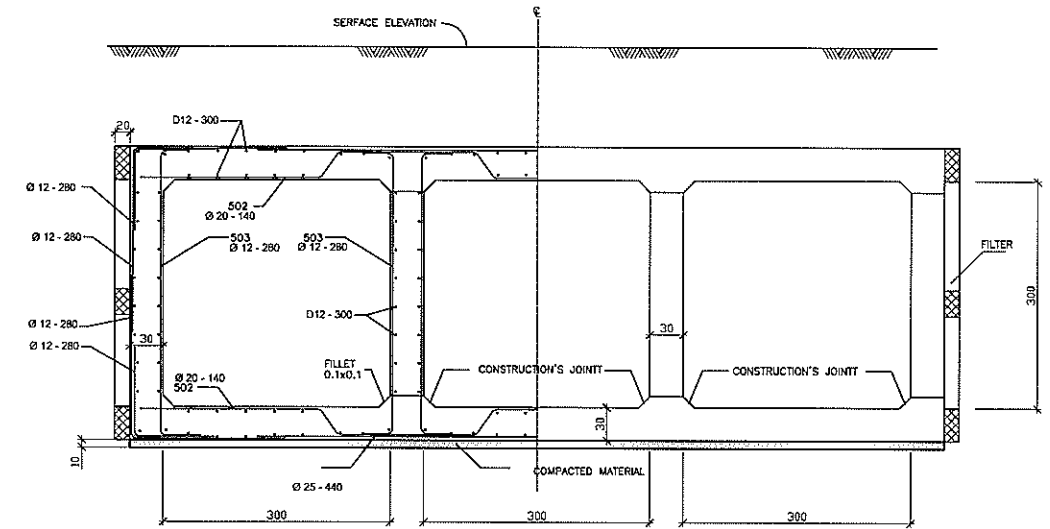 ℄
SERFACE ELEVATION
D12 - 300
20
Ø 12 - 280
502
Ø 20 - 140
Ø 12 - 280
503
Ø 12 - 280
503
Ø 12 - 280
FILTER
300
D12 - 300
Ø 12 - 280
30
30
Ø 12 - 280
Ø 20 - 140
502
FILLET
0.1x0.1
CONSTRUCTION'S JOINTT
CONSTRUCTION'S JOINTT
30
10
COMPACTED MATERIAL
Ø 25 - 440
300
300
300